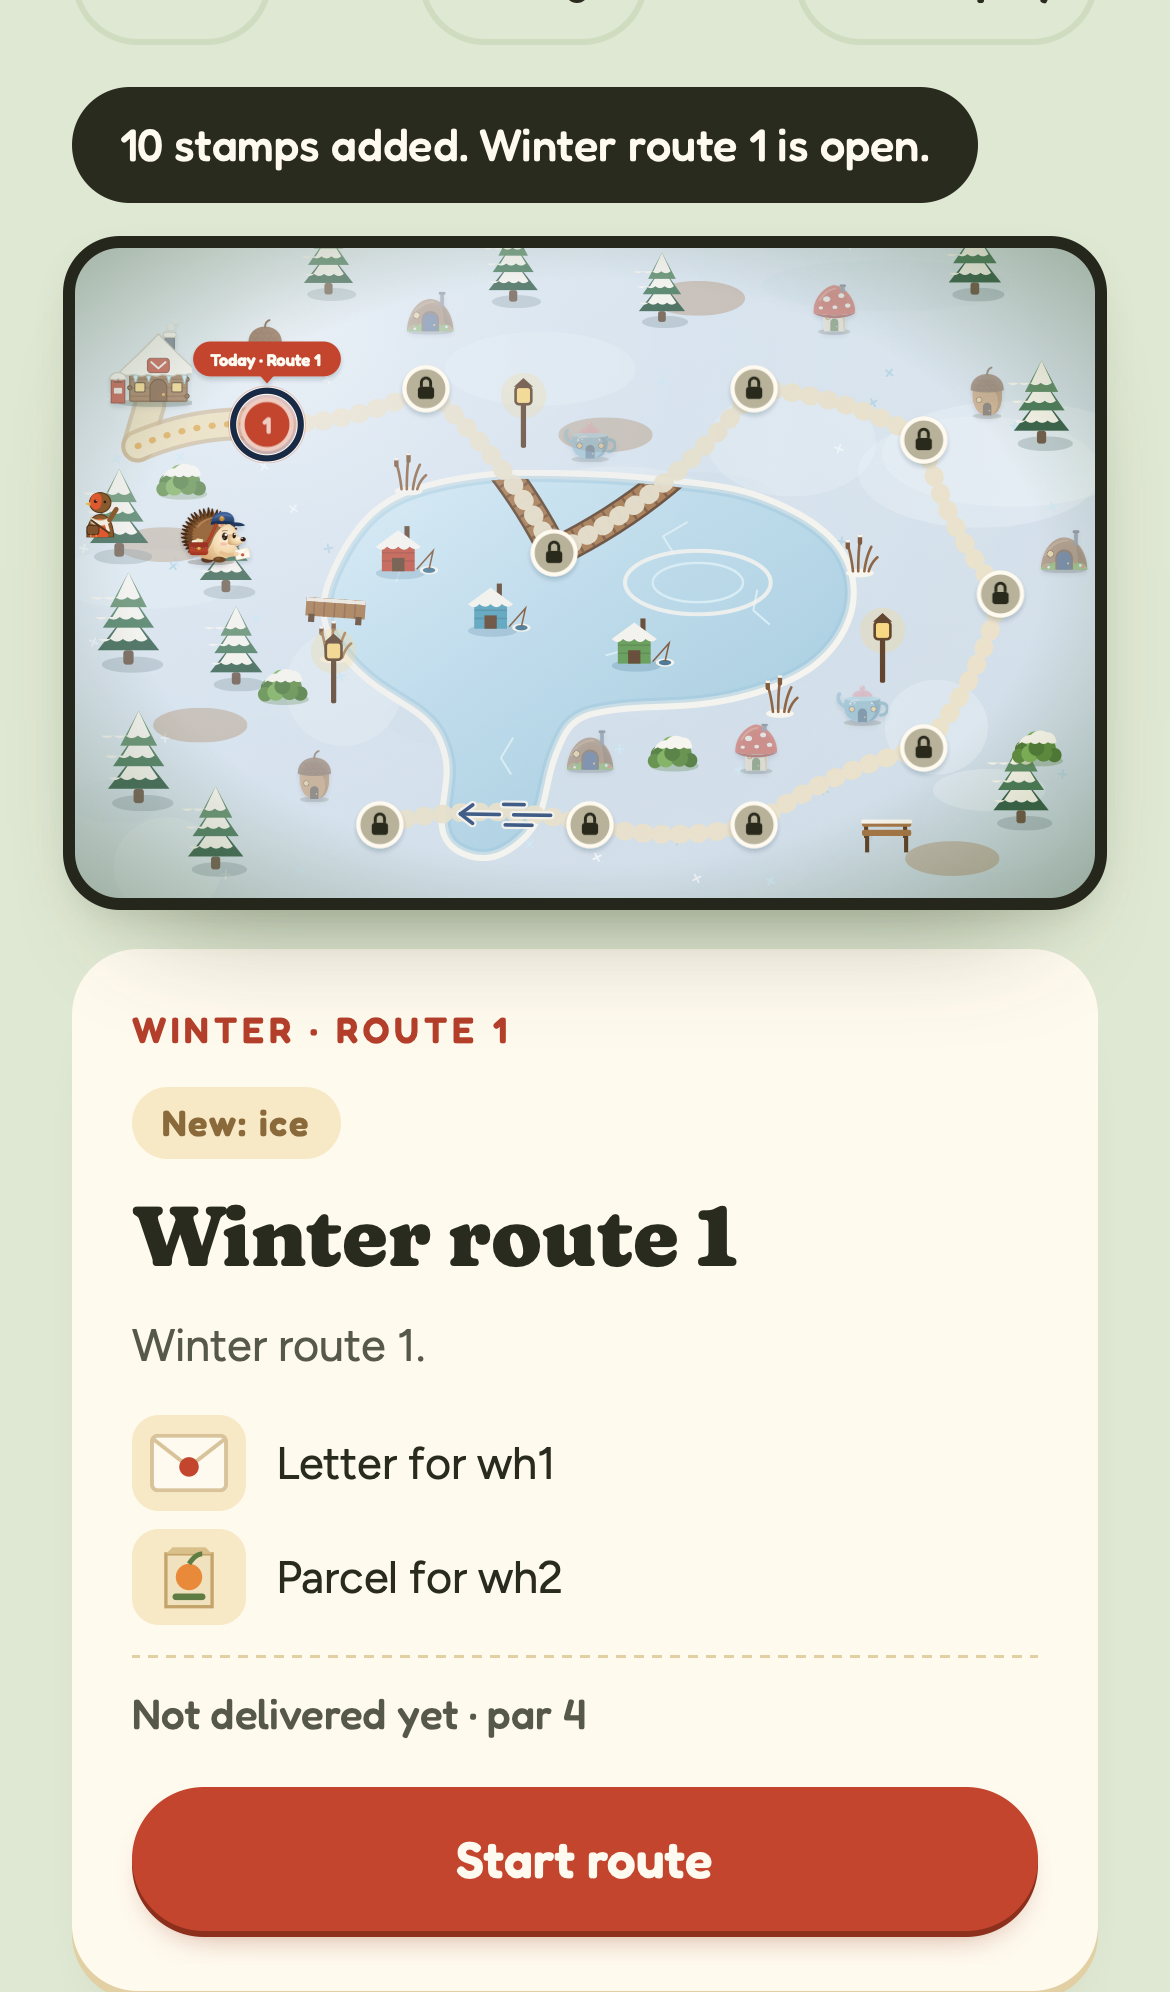 10 stamps added. Winter route 1 is open.
Today · Route 1
1
WINTER · ROUTE 1
New: ice
Winter route 1
Winter route 1.
Letter for wh1
Parcel for wh2
Not delivered yet · par 4
Start route